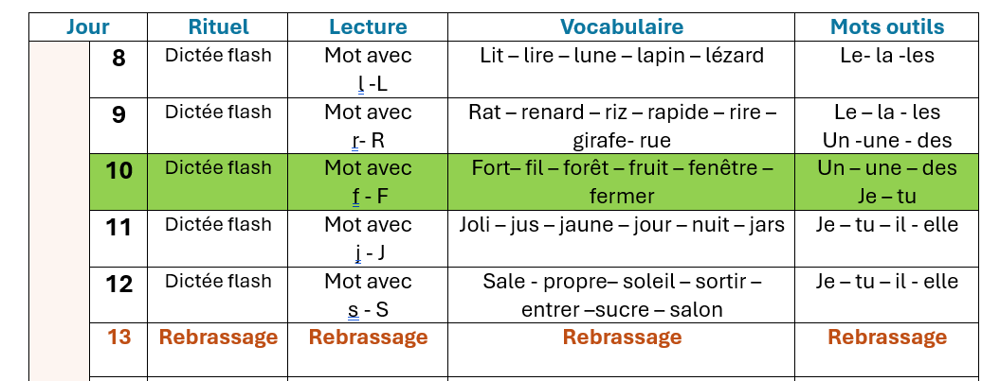 Jour Rituel Lecture Vocabulaire Mots outils
8 Dictée flash Mot avec Lit – lire – lune – lapin – lézard Le- la -les
l -L
9 Dictée flash Mot avec Rat – renard – riz – rapide – rire – Le – la - les
r- R girafe- rue Un -une - des
10 Dictée flash Mot avec Fort– fil – forêt – fruit – fenêtre – Un – une – des
f - F fermer Je – tu
11 Dictée flash Mot avec Joli – jus – jaune – jour – nuit – jars Je – tu – il - elle
j - J
12 Dictée flash Mot avec Sale - propre– soleil – sortir – Je – tu – il - elle
s - S entrer –sucre – salon
13 Rebrassage Rebrassage Rebrassage Rebrassage